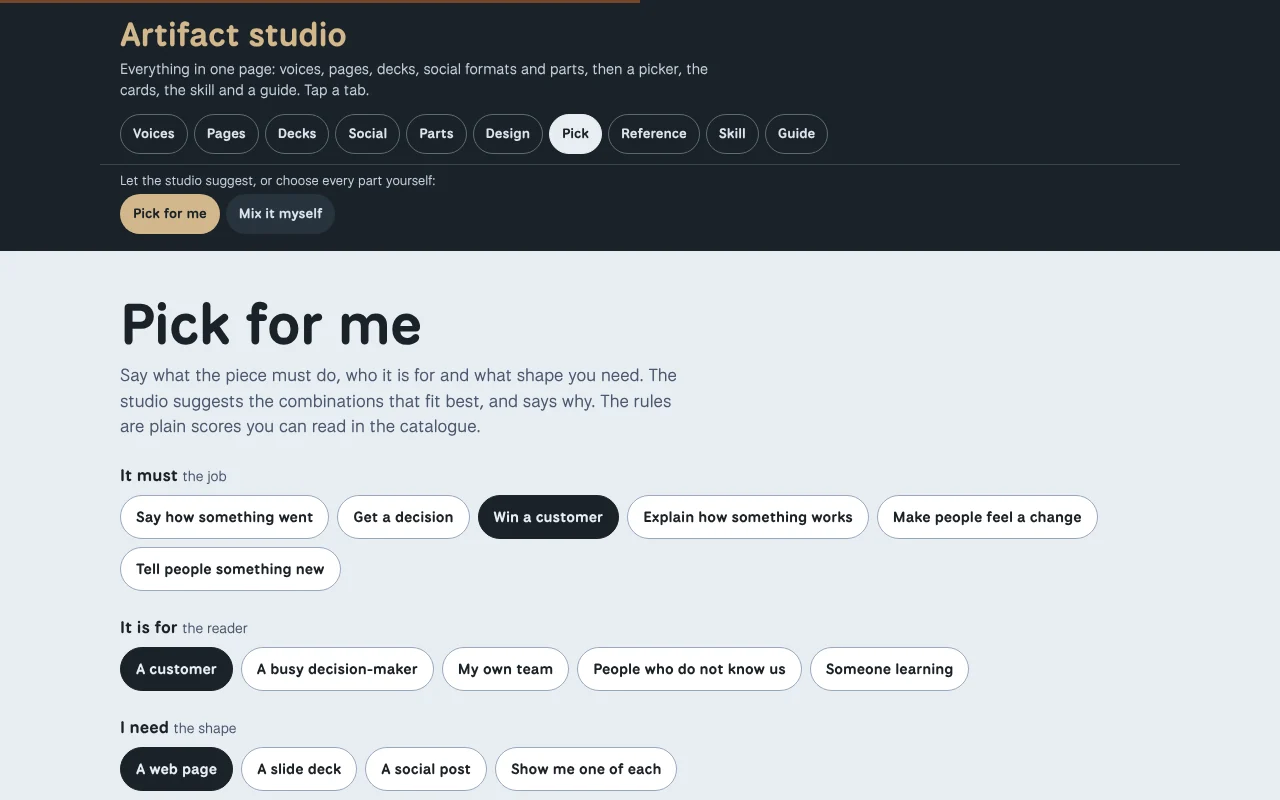 Artifact studio
Everything in one page: voices, pages, decks, social formats and parts, then a picker, the
cards, the skill and a guide. Tap a tab.
Voices Pages Decks Social Parts Design Pick Reference Skill Guide
Let the studio suggest, or choose every part yourself:
Pick for me Mix it myself
Pick for me
Say what the piece must do, who it is for and what shape you need. The
studio suggests the combinations that fit best, and says why. The rules
are plain scores you can read in the catalogue.
It must the job
Say how something went Get a decision Win a customer Explain how something works Make people feel a change
Tell people something new
It is for the reader
A customer A busy decision-maker My own team People who do not know us Someone learning
I need the shape
A web page A slide deck A social post Show me one of each